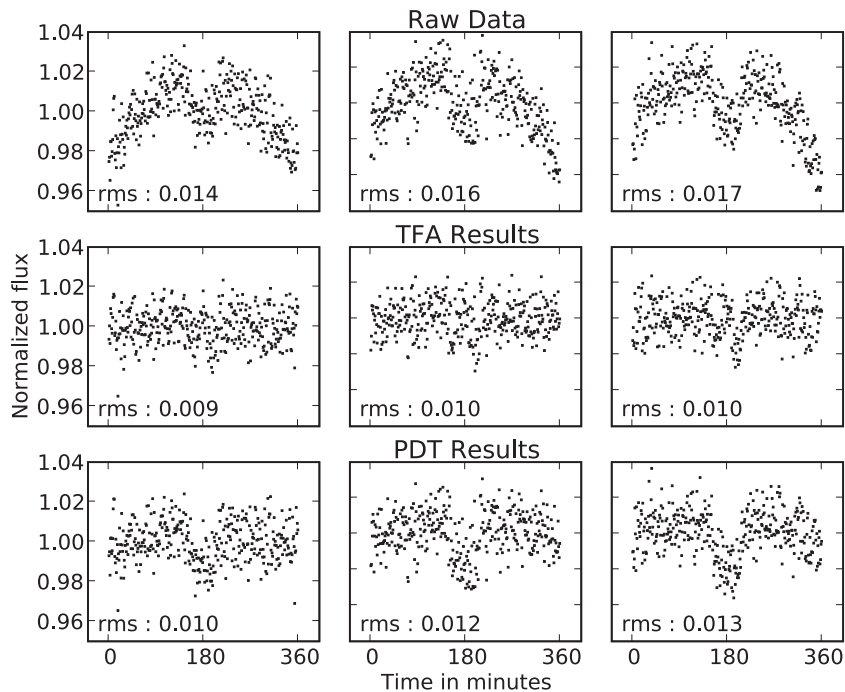 Raw Data
1.04
1.02
1.00
0.98
0.96
rms : 0.014
rms : 0.016
rms : 0.017
TFA Results
1.04
1.02
1.00
0.98
0.96
Normalized flux
rms : 0.009
rms : 0.010
rms : 0.010
PDT Results
1.04
1.02
1.00
0.98
0.96
rms : 0.010
rms : 0.012
rms : 0.013
0 180 360
0 180 360
0 180 360
Time in minutes